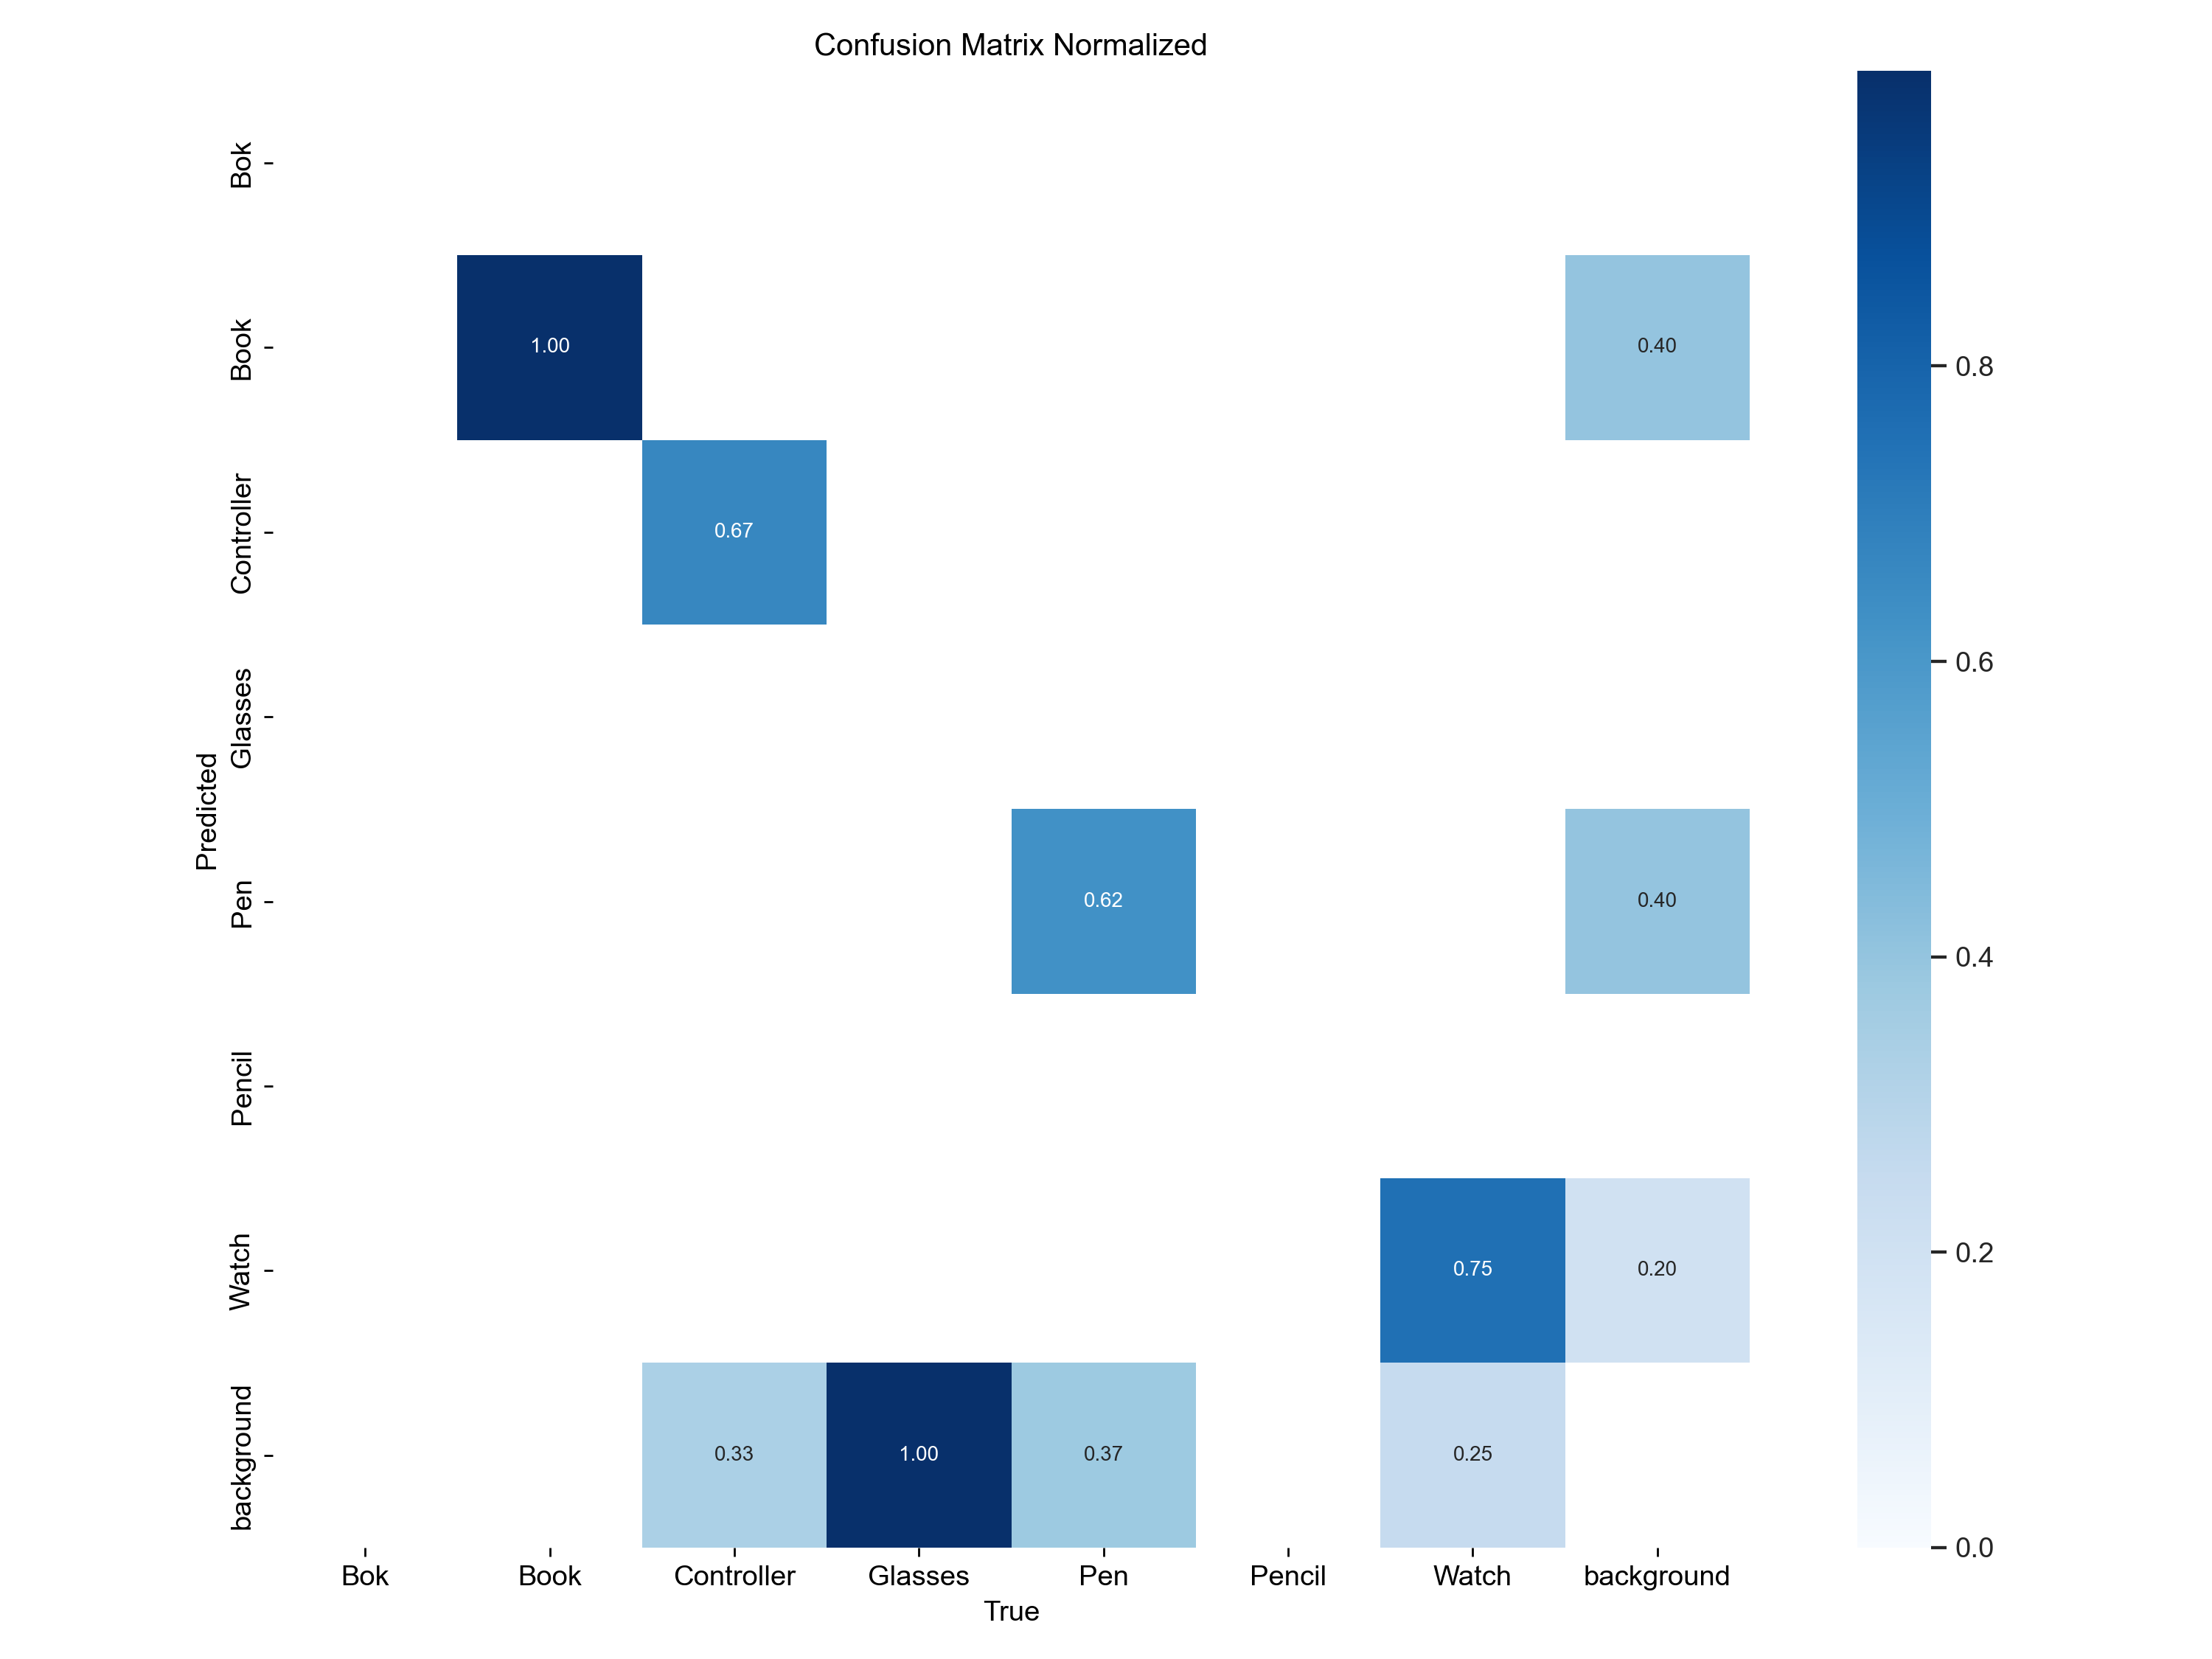 Confusion Matrix Normalized
Bok
Book
1.00
0.40
0.8
Controller
0.67
Glasses
0.6
Predicted
Pen
0.62
0.40
0.4
Pencil
Watch
0.75
0.20
0.2
background
0.33
1.00
0.37
0.25
0.0
Bok Book Controller Glasses Pen Pencil Watch background
True